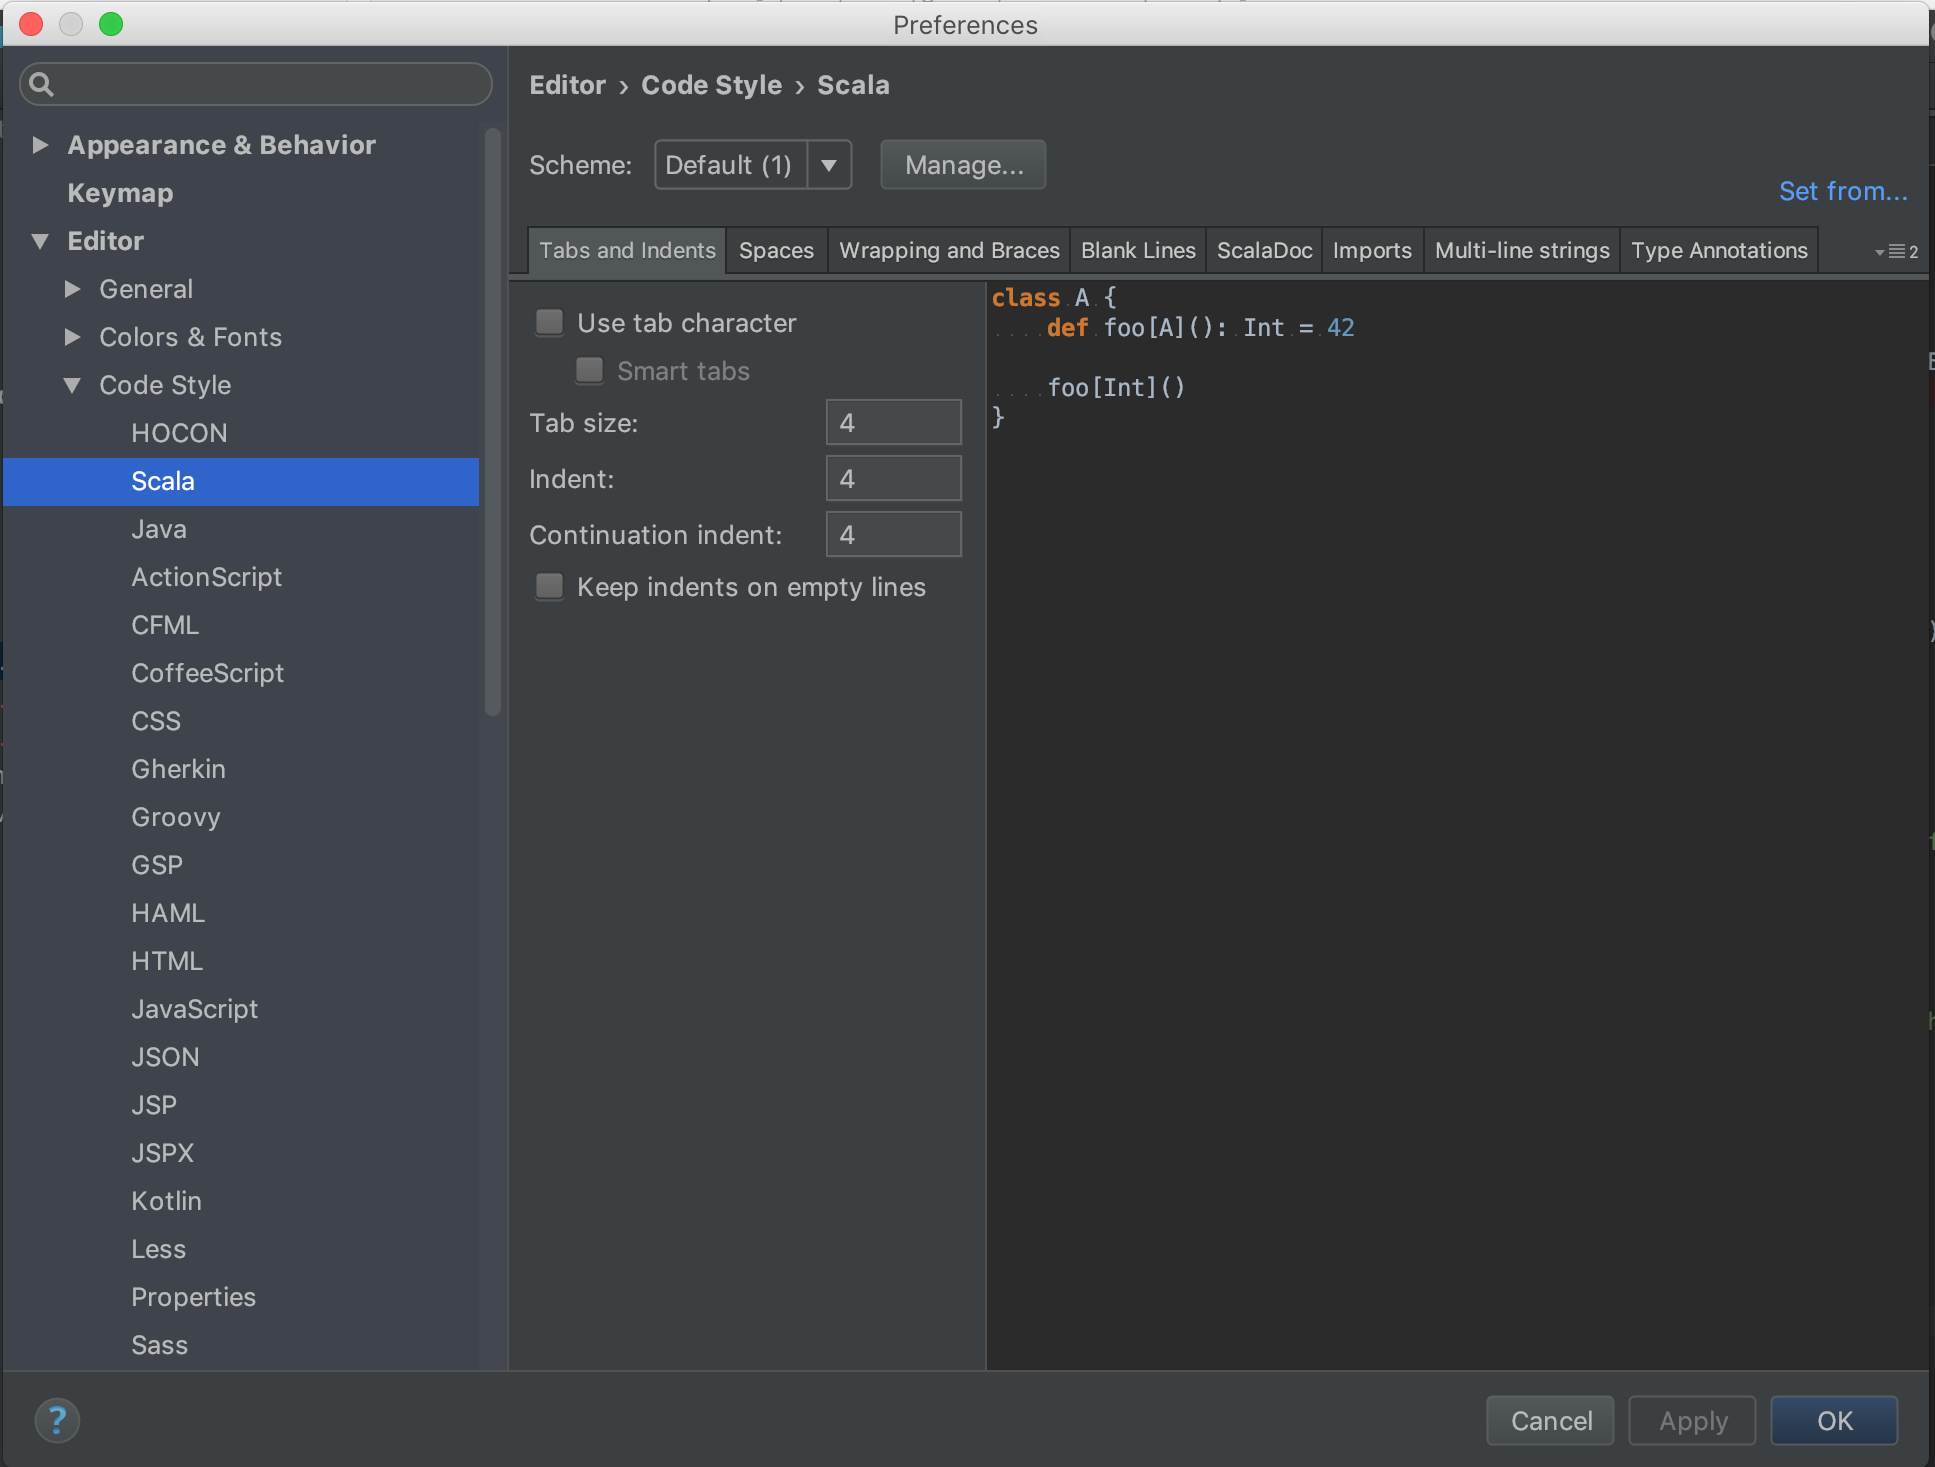 Preferences
Appearance & Behavior
Keymap
Editor
General
Colors & Fonts
Code Style
HOCON
Scala
Java
ActionScript
CFML
CoffeeScript
CSS
Gherkin
Groovy
GSP
HAML
HTML
JavaScript
JSON
JSP
JSPX
Kotlin
Less
Properties
Sass
Editor › Code Style › Scala
Scheme: Default (1) Manage...
Set from...
Tabs and Indents Spaces Wrapping and Braces Blank Lines ScalaDoc Imports Multi-line strings Type Annotations 2
Use tab character
Smart tabs
Tab size: 4
Indent: 4
Continuation indent: 4
Keep indents on empty lines
class A {
def foo[A](): Int = 42
foo[Int]()
}
?
Cancel Apply OK